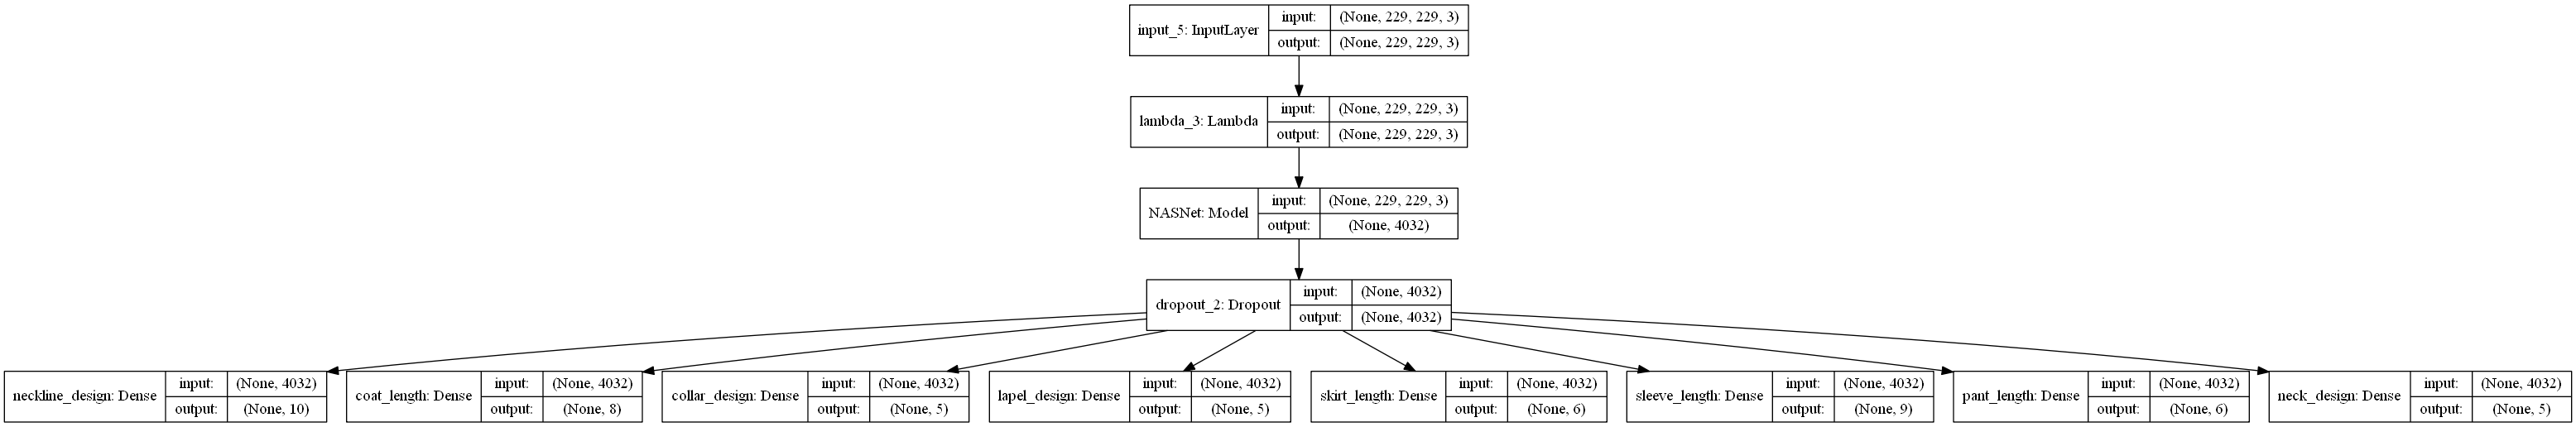 input_5: InputLayer
input: (None, 229, 229, 3)
output: (None, 229, 229, 3)
lambda_3: Lambda
input: (None, 229, 229, 3)
output: (None, 229, 229, 3)
NASNet: Model
input: (None, 229, 229, 3)
output: (None, 4032)
dropout_2: Dropout
input: (None, 4032)
output: (None, 4032)
neckline_design: Dense
input: (None, 4032)
output: (None, 10)
coat_length: Dense
input: (None, 4032)
output: (None, 8)
collar_design: Dense
input: (None, 4032)
output: (None, 5)
lapel_design: Dense
input: (None, 4032)
output: (None, 5)
skirt_length: Dense
input: (None, 4032)
output: (None, 6)
sleeve_length: Dense
input: (None, 4032)
output: (None, 9)
pant_length: Dense
input: (None, 4032)
output: (None, 6)
neck_design: Dense
input: (None, 4032)
output: (None, 5)